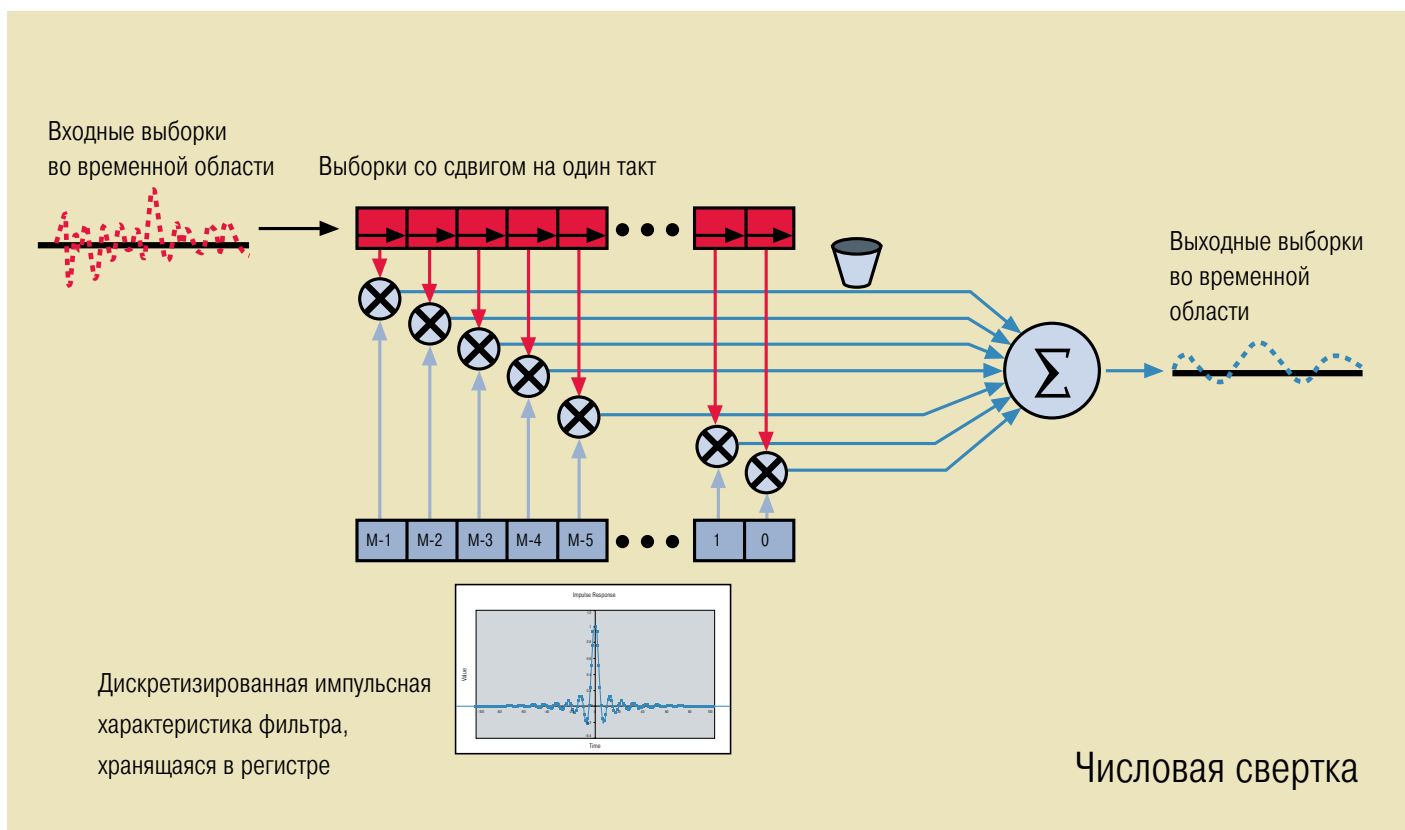 Входные выборки
во временной области
Выборки со сдвигом на один такт
Выходные выборки
во временной
области
Σ
M-1 M-2 M-3 M-4 M-5 1 0
Impulse Response
Value
Time
Дискретизированная импульсная
характеристика фильтра,
хранящаяся в регистре
Числовая свертка